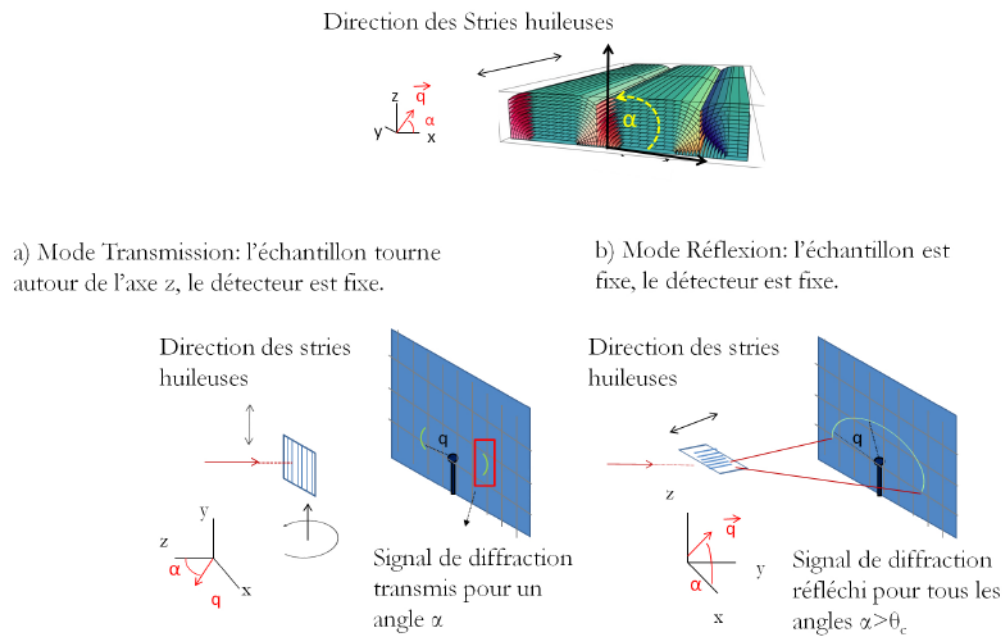 Direction des Stries huileuses
z
q
α
y
x
α
a) Mode Transmission: l'échantillon tourne
autour de l'axe z, le détecteur est fixe.
b) Mode Réflexion: l'échantillon est
fixe, le détecteur est fixe.
Direction des stries
huileuses
q
y
z
α
q
x
Signal de diffraction
transmis pour un
angle α
Direction des stries
huileuses
q
z
q
y
α
x
Signal de diffraction
réfléchi pour tous les
angles α>θc